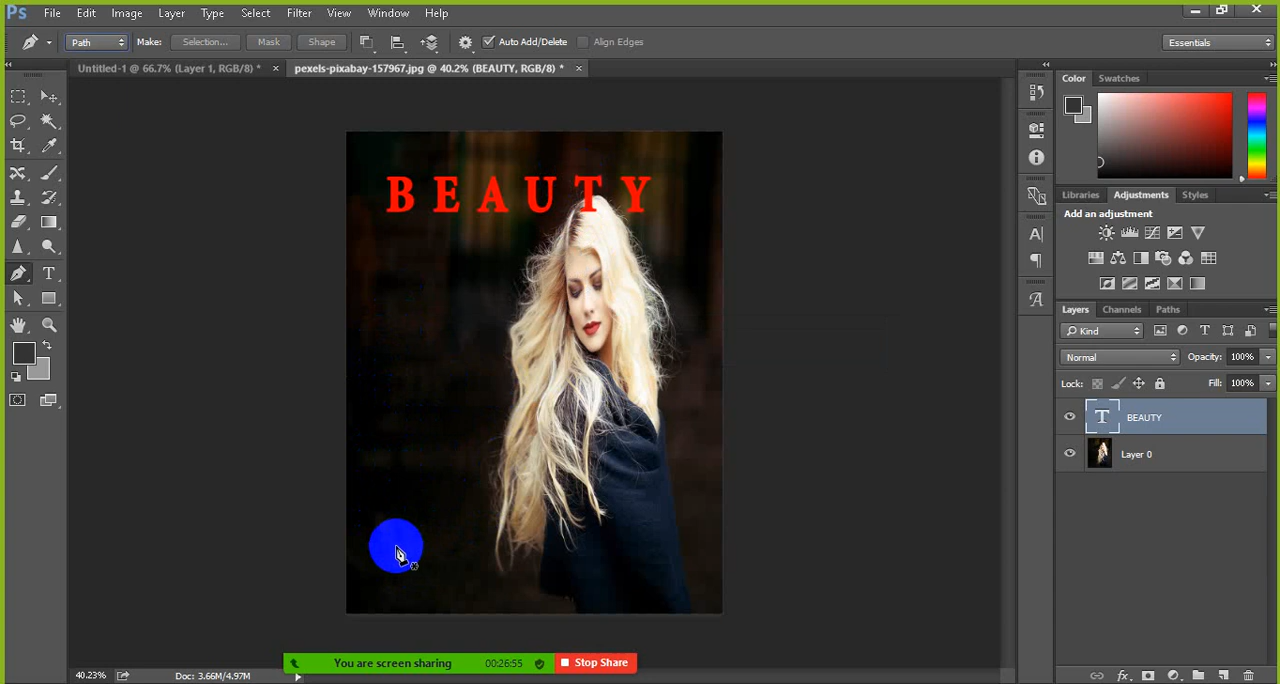 Ps File Edit Image Layer Type Select Filter View Window Help
Path Make: Selection... Mask Shape Auto Add/Delete Align Edges Essentials
Untitled-1 @ 66.7% (Layer 1, RGB/8) * × pexels-pixabay-157967.jpg @ 40.2% (BEAUTY, RGB/8) * ×
Color Swatches
Libraries Adjustments Styles
Add an adjustment
Layers Channels Paths
Kind
Normal Opacity: 100%
Lock: Fill: 100%
BEAUTY
Layer 0
BEAUTY
You are screen sharing 00:26:55 Stop Share
40.23% Doc: 3.66M/4.97M